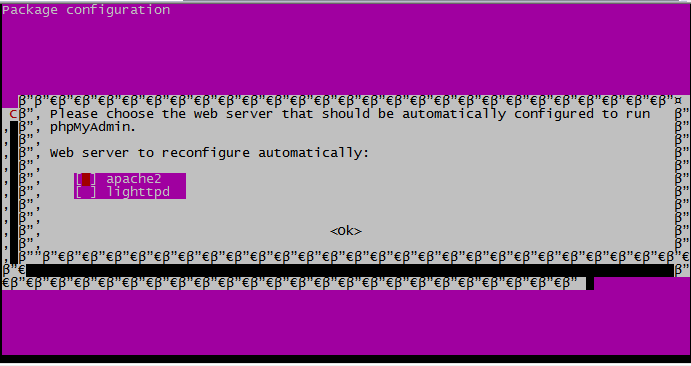 Package configuration
Please choose the web server that should be automatically configured to run
phpMyAdmin.
Web server to reconfigure automatically:
[ ] apache2
[ ] lighttpd
<Ok>